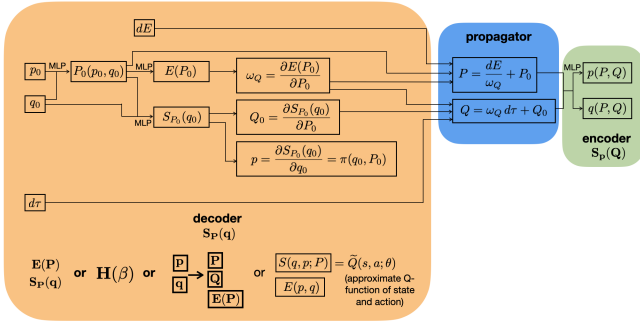 dE
propagator
p₀
MLP
P₀(p₀, q₀)
MLP
E(P₀)
ω_Q = ∂E(P₀)/∂P₀
P = dE/ω_Q + P₀
MLP
p(P, Q)
q₀
MLP
S_{P₀}(q₀)
Q₀ = ∂S_{P₀}(q₀)/∂P₀
Q = ω_Q dτ + Q₀
q(P, Q)
p = ∂S_{P₀}(q₀)/∂q₀ = π(q₀, P₀)
encoder
S_p(Q)
dτ
decoder
S_P(q)
E(P)
S_P(q)
or
H(β)
or
p
q
P
Q
E(P)
or
S(q, p; P) = Q̃(s, a; θ)
E(p, q)
(approximate Q-
function of state
and action)